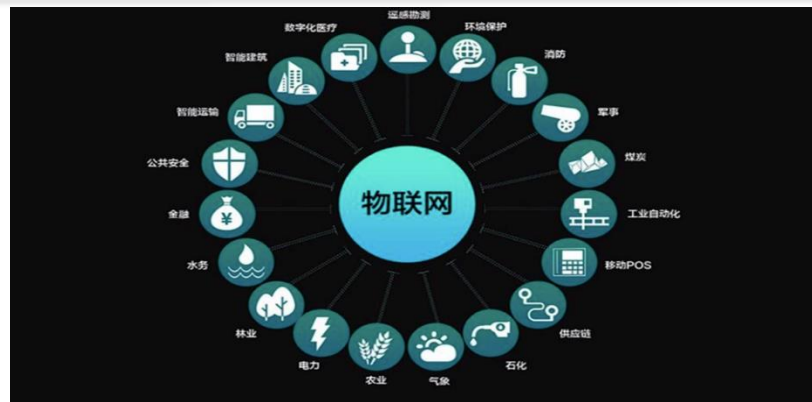 遥感勘测
环境保护
消防
军事
煤炭
工业自动化
移动POS
供应链
石化
气象
农业
电力
林业
水务
金融
公共安全
智能运输
智能建筑
数字化医疗
物联网
¥